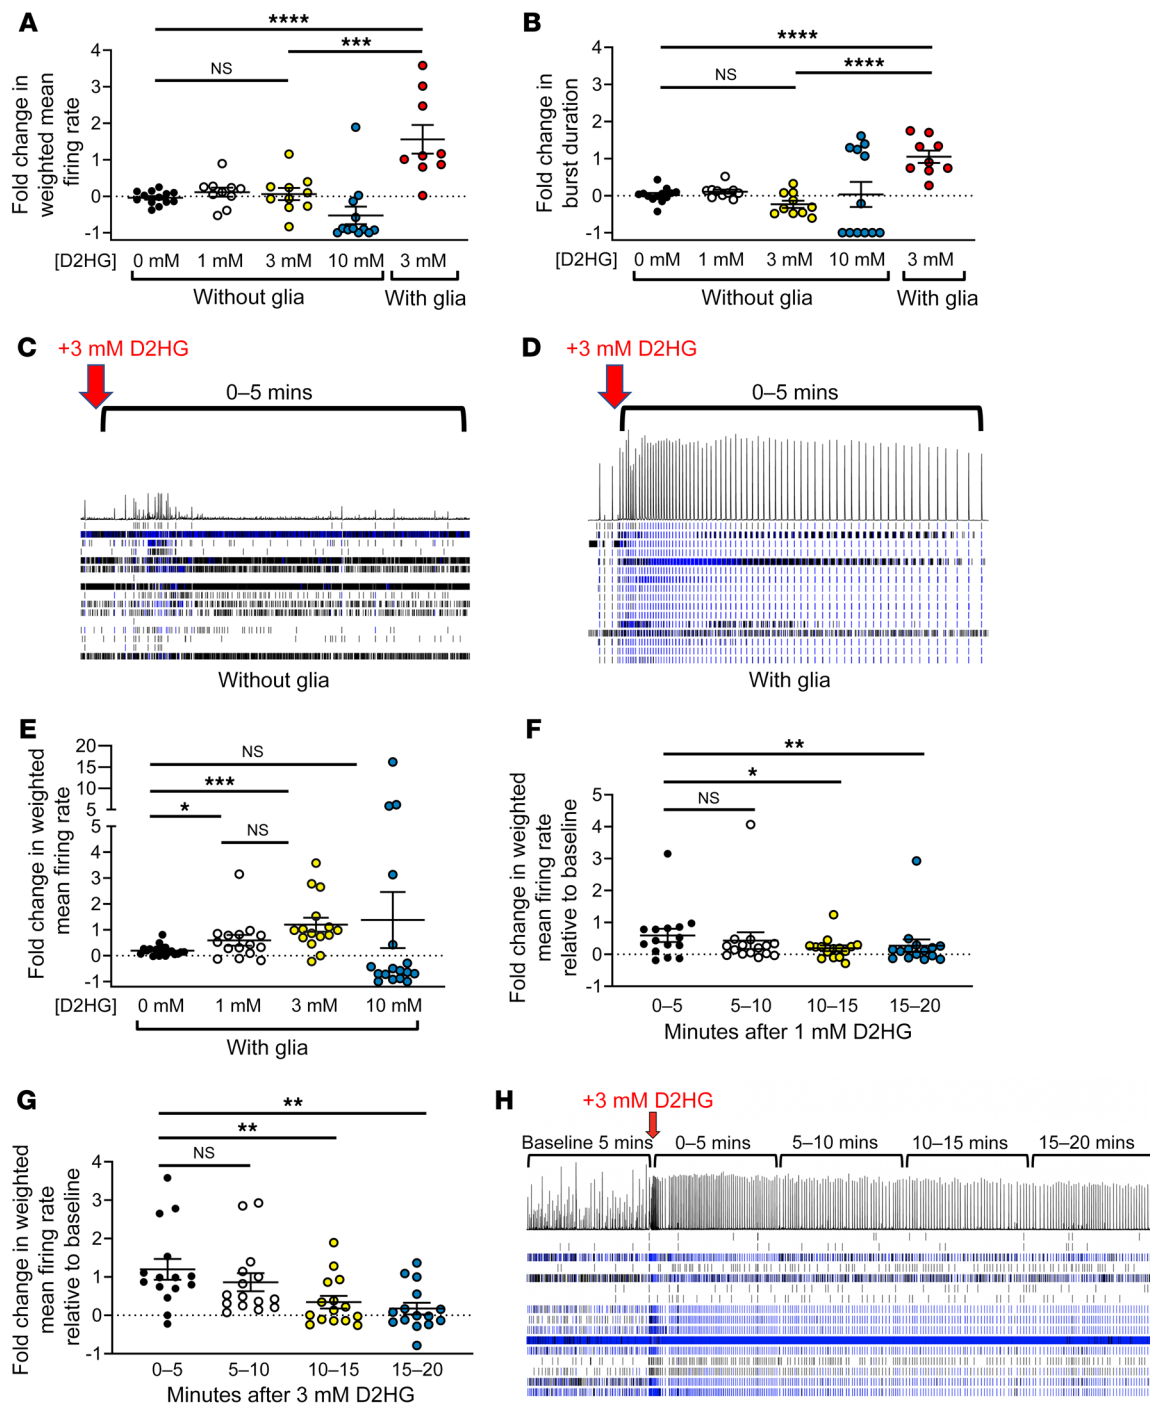 A
****
***
NS
Fold change in
weighted mean
firing rate
4
3
2
1
0
-1
[D2HG] 0 mM 1 mM 3 mM 10 mM 3 mM
Without glia With glia
B
****
****
NS
Fold change in
burst duration
4
3
2
1
0
-1
[D2HG] 0 mM 1 mM 3 mM 10 mM 3 mM
Without glia With glia
C
+3 mM D2HG
0–5 mins
Without glia
D
+3 mM D2HG
0–5 mins
With glia
E
NS
***
*
NS
Fold change in weighted
mean firing rate
20
15
10
5
5
4
3
2
1
0
-1
[D2HG] 0 mM 1 mM 3 mM 10 mM
With glia
F
**
*
NS
Fold change in weighted
mean firing rate
relative to baseline
5
4
3
2
1
0
-1
0–5 5–10 10–15 15–20
Minutes after 1 mM D2HG
G
**
**
NS
Fold change in weighted
mean firing rate
relative to baseline
4
3
2
1
0
-1
0–5 5–10 10–15 15–20
Minutes after 3 mM D2HG
H
+3 mM D2HG
Baseline 5 mins 0–5 mins 5–10 mins 10–15 mins 15–20 mins